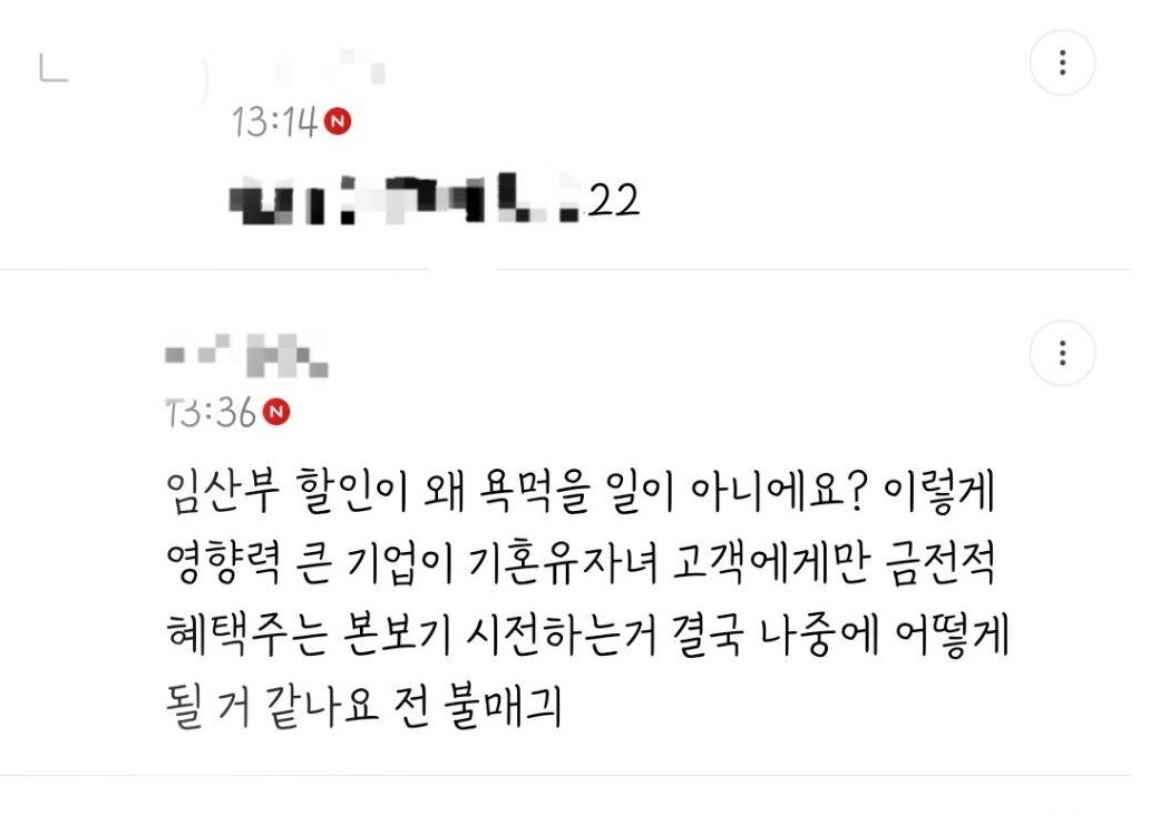 13:14 N
22
13:36 N
임산부 할인이 왜 욕먹을 일이 아니에요? 이렇게
영향력 큰 기업이 기혼유자녀 고객에게만 금전적
혜택주는 본보기 시전하는거 결국 나중에 어떻게
될 거 같나요 전 불매긔